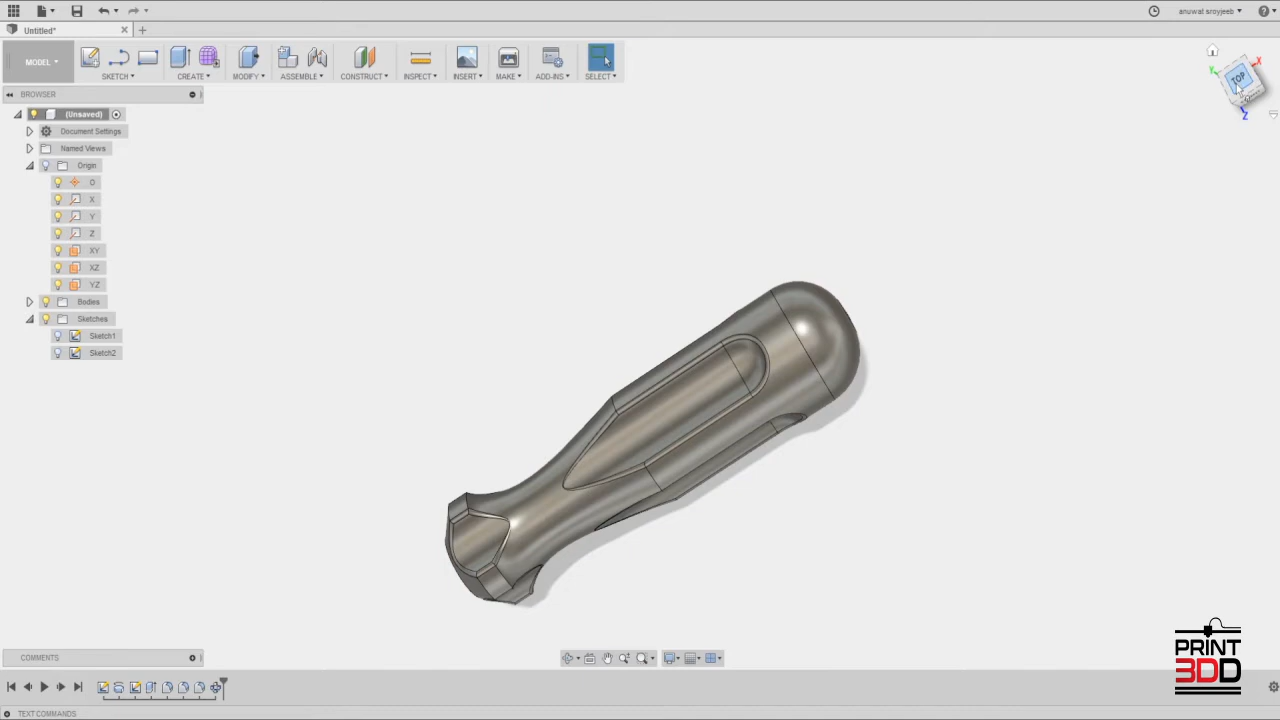 anuwat sroyjeeb
Untitled*
MODEL
SKETCH
CREATE
MODIFY
ASSEMBLE
CONSTRUCT
INSPECT
INSERT
MAKE
ADD-INS
SELECT
TOP
X
Y
Z
BROWSER
(Unsaved)
Document Settings
Named Views
Origin
O
X
Y
Z
XY
XZ
YZ
Bodies
Sketches
Sketch1
Sketch2
COMMENTS
PRINT
3DD
TEXT COMMANDS